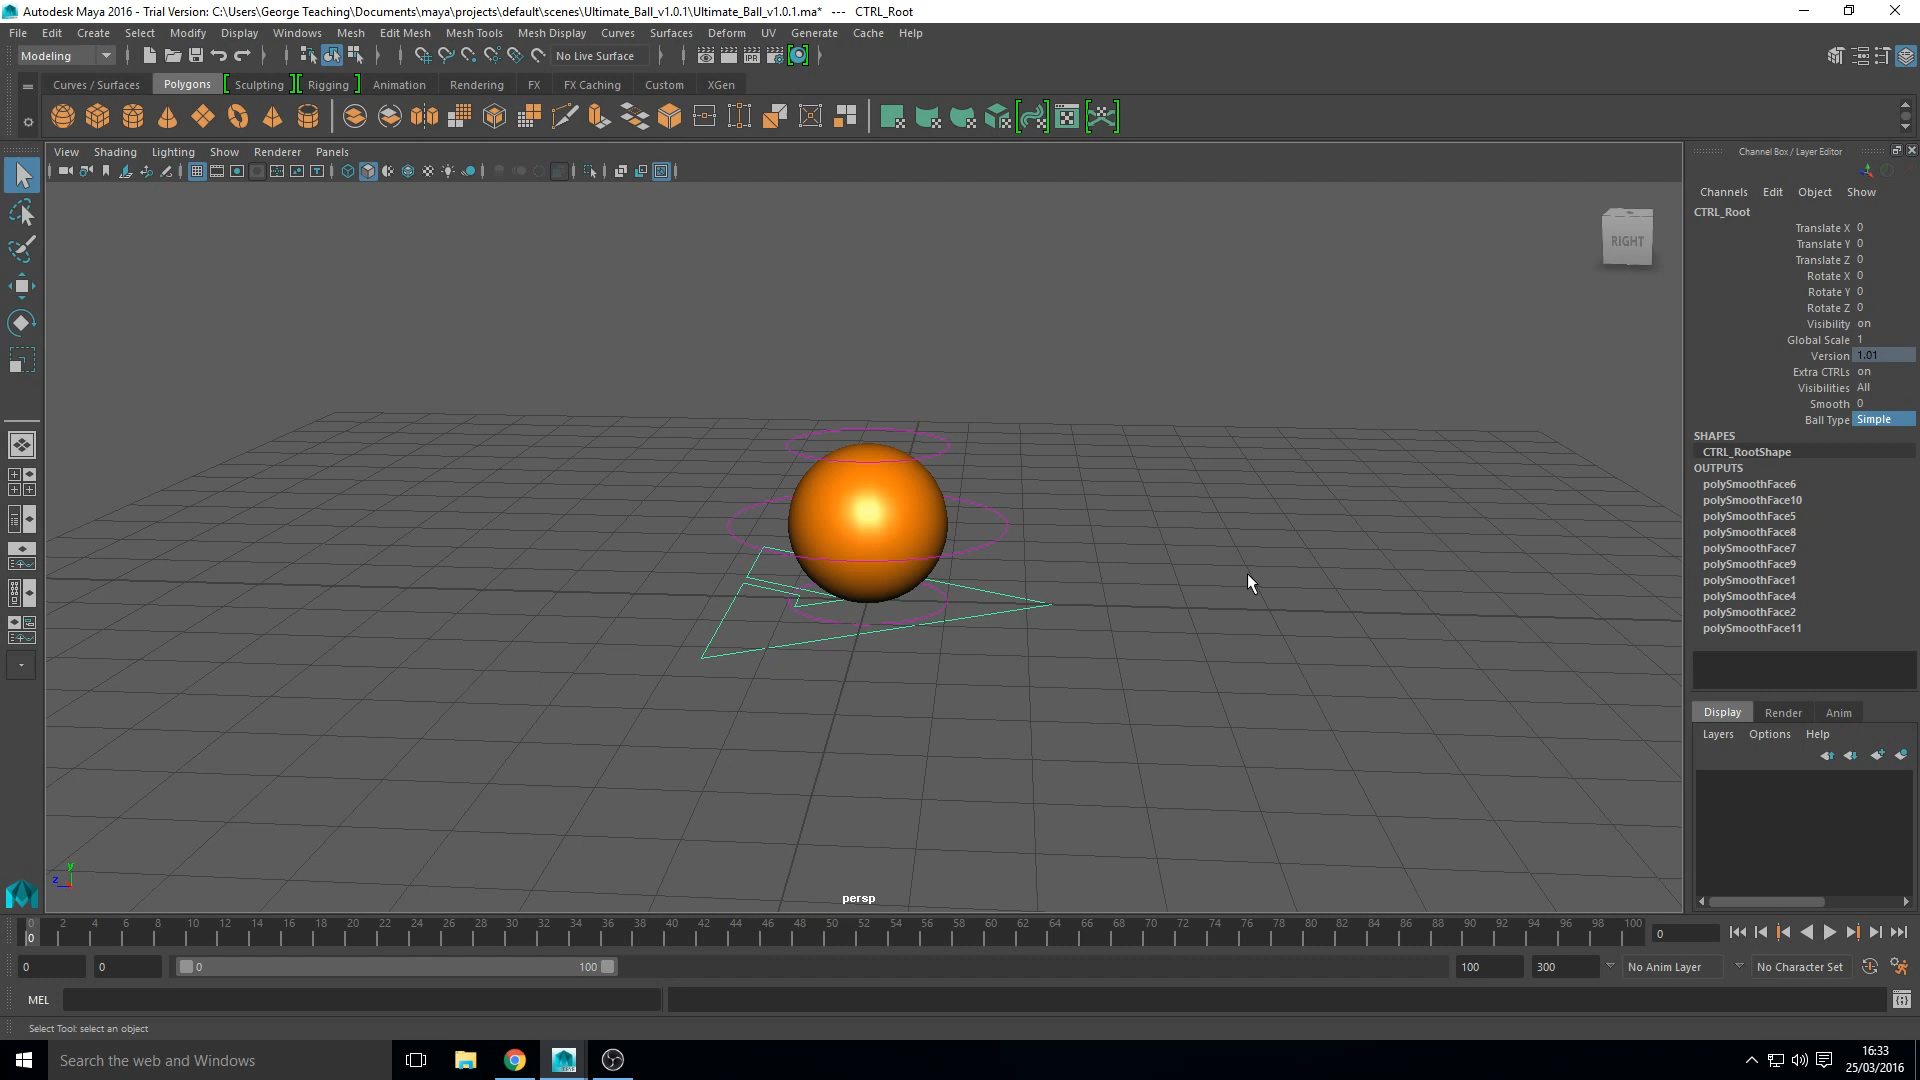 Autodesk Maya 2016 - Trial Version: C:\Users\George Teaching\Documents\maya\projects\default\scenes\Ultimate_Ball_v1.0.1\Ultimate_Ball_v1.0.1.ma* --- CTRL_Root
File Edit Create Select Modify Display Windows Mesh Edit Mesh Mesh Tools Mesh Display Curves Surfaces Deform UV Generate Cache Help
Modeling No Live Surface
Curves / Surfaces Polygons Sculpting Rigging Animation Rendering FX FX Caching Custom XGen
View Shading Lighting Show Renderer Panels
Channel Box / Layer Editor
Channels Edit Object Show
CTRL_Root
Translate X 0
Translate Y 0
Translate Z 0
Rotate X 0
Rotate Y 0
Rotate Z 0
Visibility on
Global Scale 1
Version 1.01
Extra CTRLs on
Visibilities All
Smooth 0
Ball Type Simple
SHAPES
CTRL_RootShape
OUTPUTS
polySmoothFace6
polySmoothFace10
polySmoothFace5
polySmoothFace8
polySmoothFace7
polySmoothFace9
polySmoothFace1
polySmoothFace4
polySmoothFace2
polySmoothFace11
RIGHT
Display Render Anim
Layers Options Help
y
z
persp
0 2 4 6 8 10 12 14 16 18 20 22 24 26 28 30 32 34 36 38 40 42 44 46 48 50 52 54 56 58 60 62 64 66 68 70 72 74 76 78 80 82 84 86 88 90 92 94 96 98 100
0 0
0 0 0 100 100 300 No Anim Layer No Character Set
MEL
Select Tool: select an object
Search the web and Windows
16:33
25/03/2016